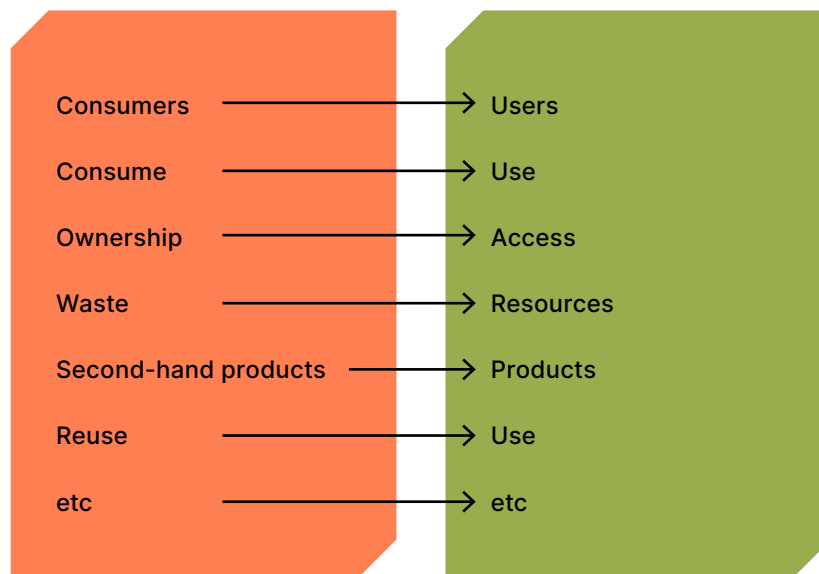 Consumers → Users
Consume → Use
Ownership → Access
Waste → Resources
Second-hand products → Products
Reuse → Use
etc → etc